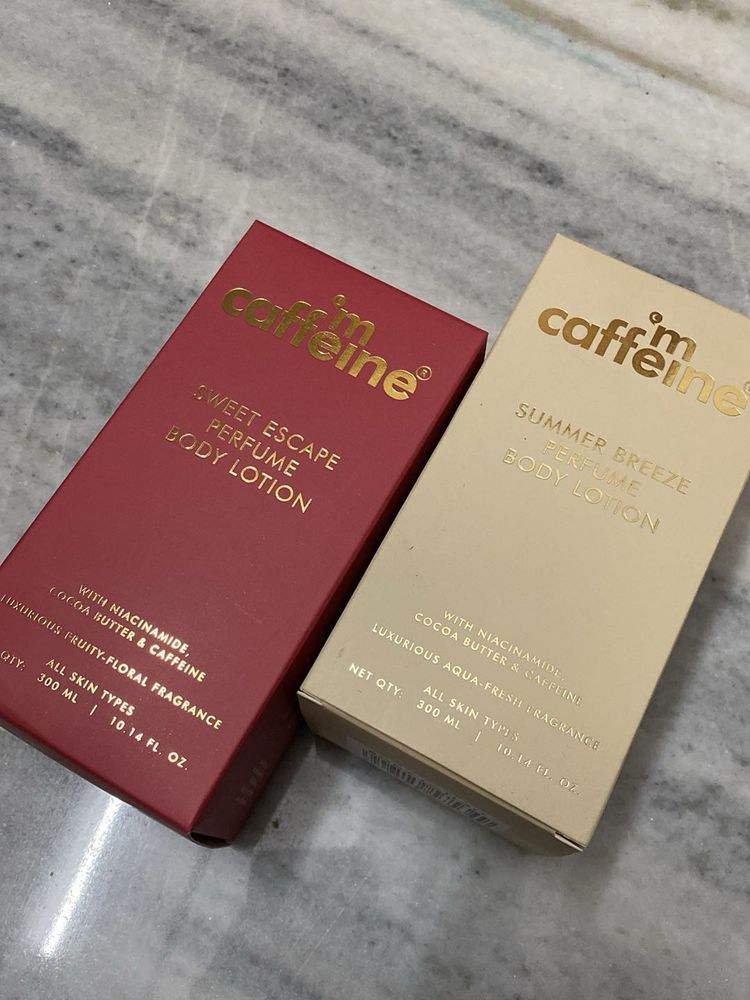 m
caffeine®
SWEET ESCAPE
PERFUME
BODY LOTION
WITH NIACINAMIDE,
COCOA BUTTER & CAFFEINE
LUXURIOUS FRUITY-FLORAL FRAGRANCE
ALL SKIN TYPES
QTY: 300 ML | 10.14 FL. OZ.
m
caffeine®
SUMMER BREEZE
PERFUME
BODY LOTION
WITH NIACINAMIDE,
COCOA BUTTER & CAFFEINE
LUXURIOUS AQUA-FRESH FRAGRANCE
ALL SKIN TYPES
NET QTY: 300 ML | 10.14 FL. OZ.